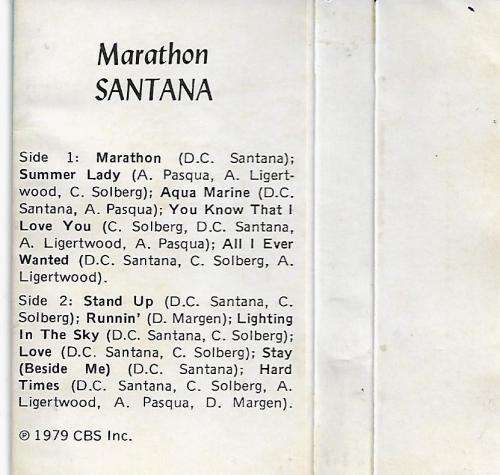 Marathon
SANTANA
Side 1: Marathon (D.C. Santana);
Summer Lady (A. Pasqua, A. Ligert-
wood, C. Solberg); Aqua Marine (D.C.
Santana, A. Pasqua); You Know That I
Love You (C. Solberg, D.C. Santana,
A. Ligertwood, A. Pasqua); All I Ever
Wanted (D.C. Santana, C. Solberg, A.
Ligertwood).
Side 2: Stand Up (D.C. Santana, C.
Solberg); Runnin' (D. Margen); Lighting
In The Sky (D.C. Santana, C. Solberg);
Love (D.C. Santana, C. Solberg); Stay
(Beside Me) (D.C. Santana); Hard
Times (D.C. Santana, C. Solberg, A.
Ligertwood, A. Pasqua, D. Margen).
℗ 1979 CBS Inc.